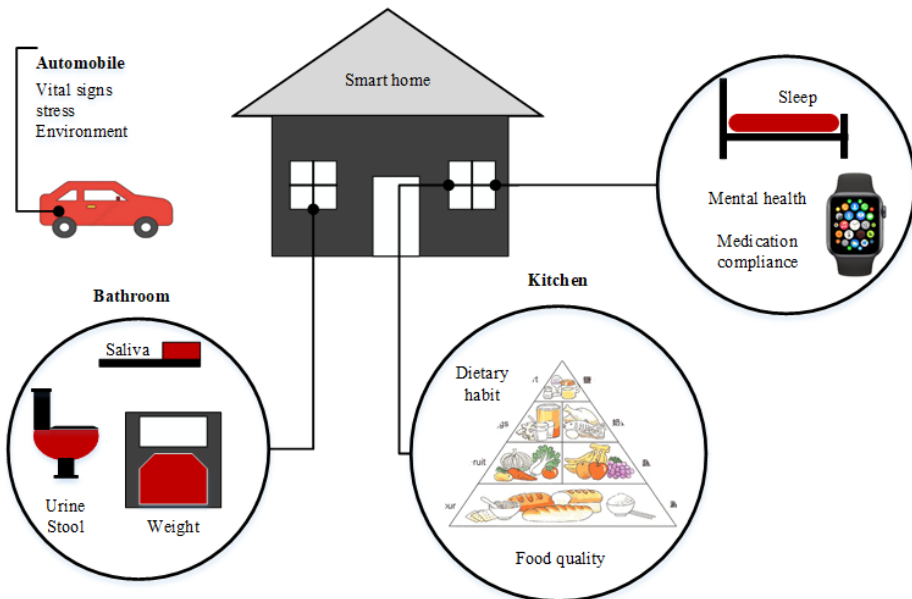 Automobile
Vital signs
stress
Environment
Smart home
Sleep
Mental health
Medication
compliance
Bathroom
Saliva
Urine
Stool
Weight
Kitchen
Dietary
habit
Food quality